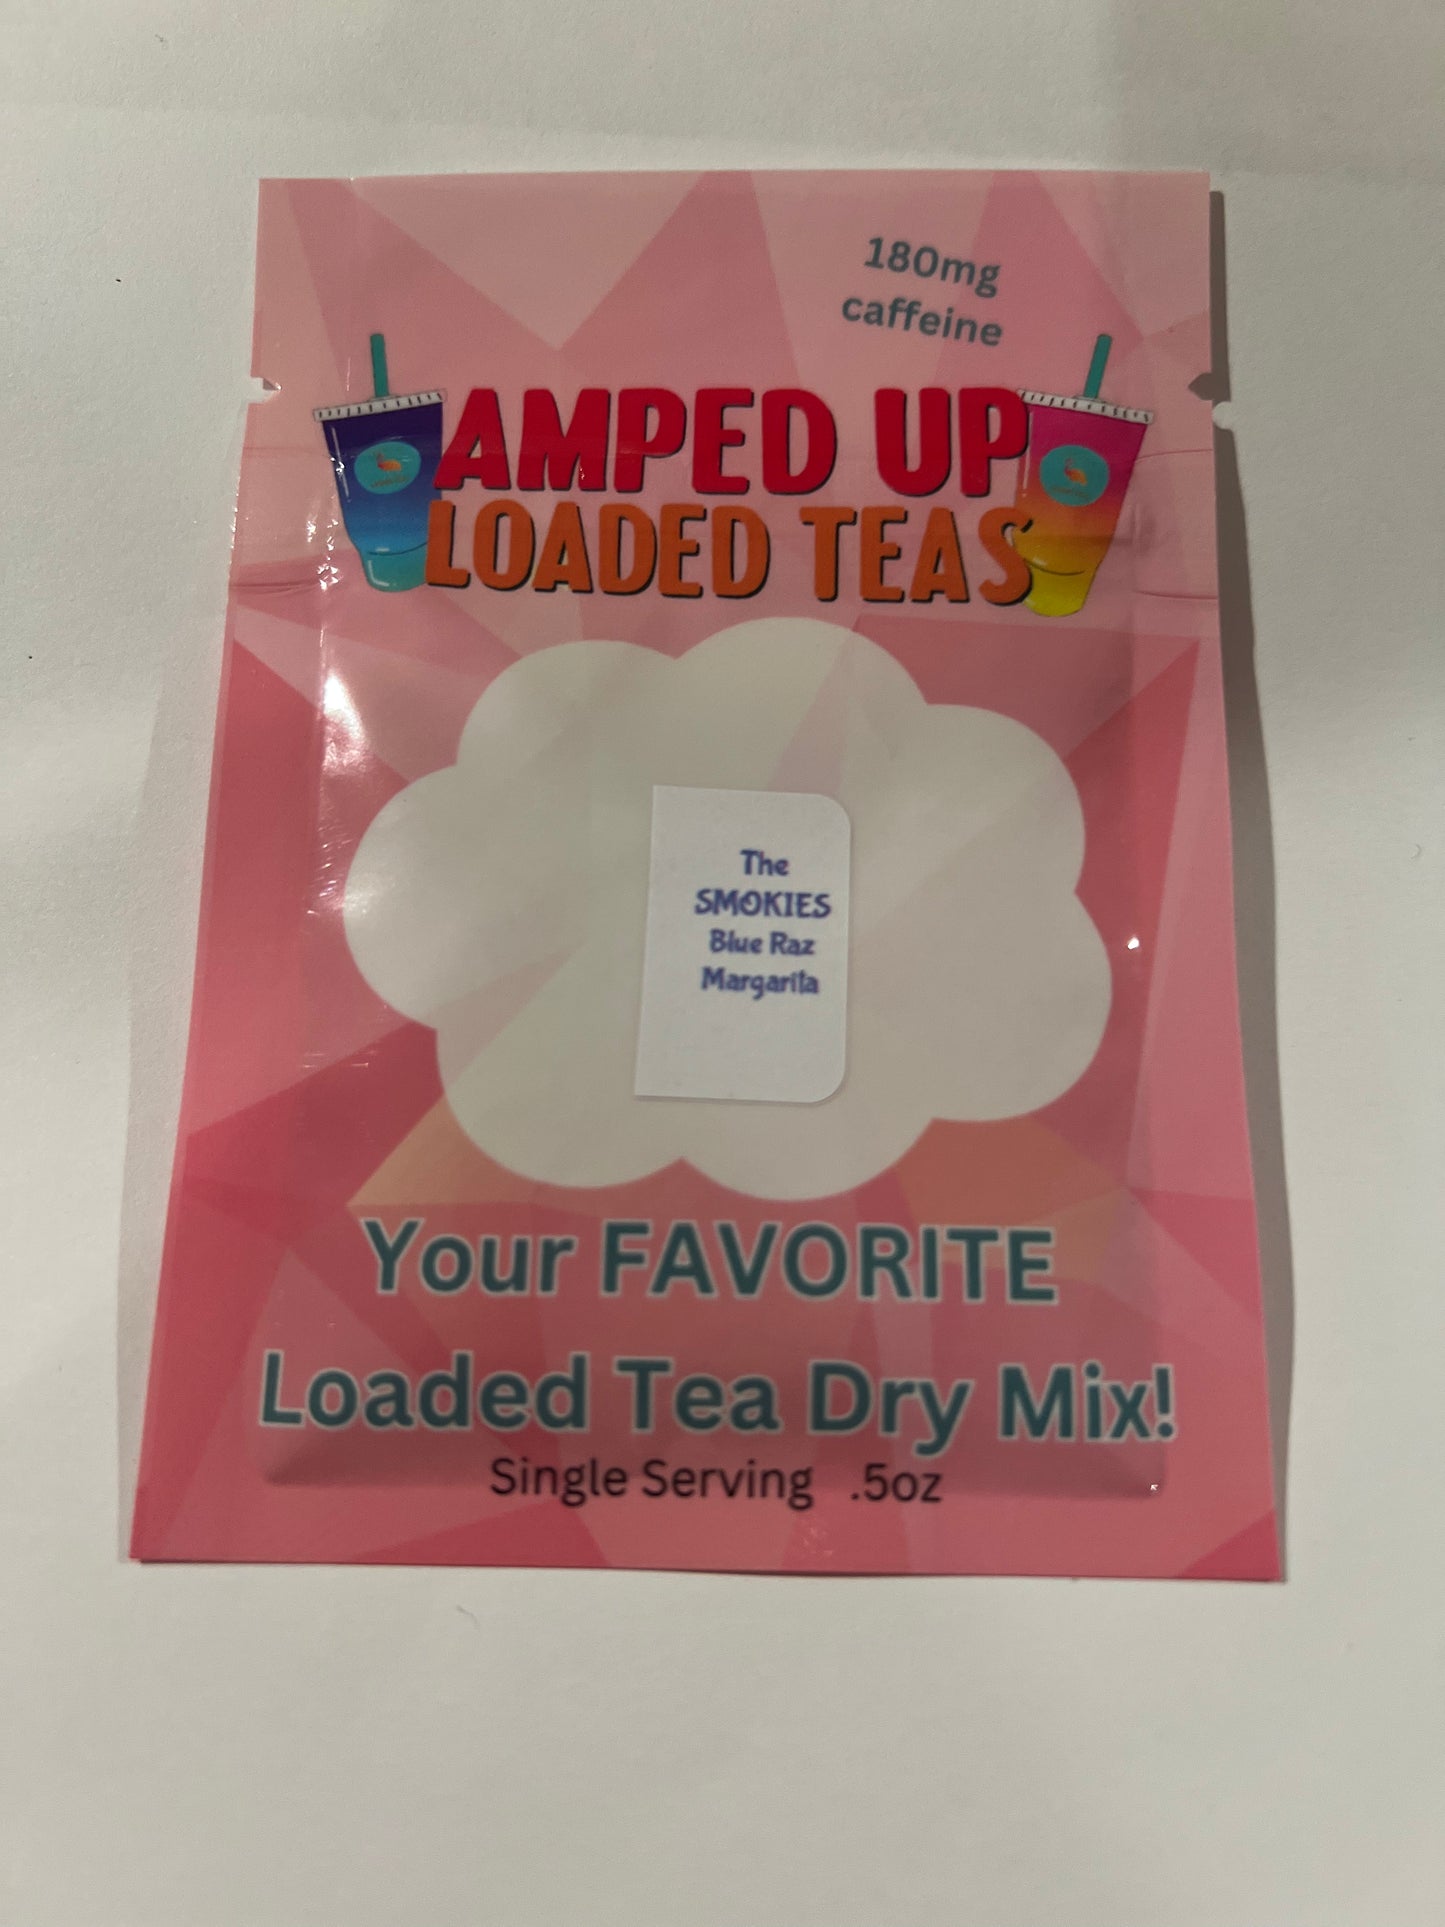 180mg
caffeine
AMPED UP
LOADED TEAS
The
SMOKIES
Blue Raz
Margarita
Your FAVORITE
Loaded Tea Dry Mix!
Single Serving .5oz